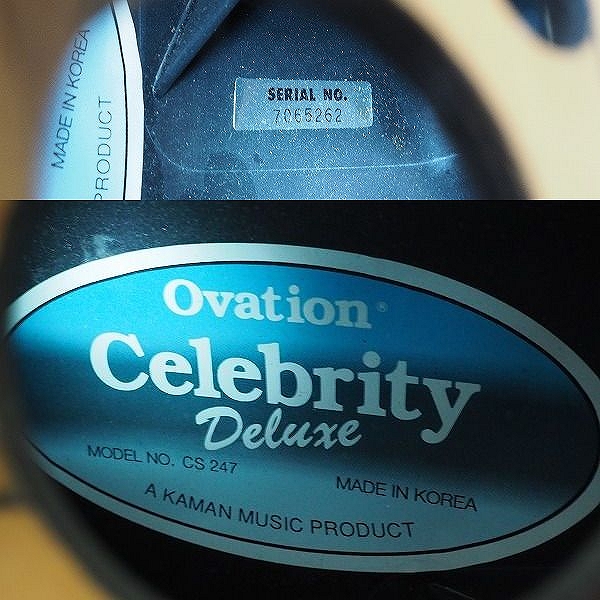 MADE IN KOREA
PRODUCT
SERIAL NO.
7065262
Ovation®
Celebrity
Deluxe
MODEL NO. CS 247
MADE IN KOREA
A KAMAN MUSIC PRODUCT